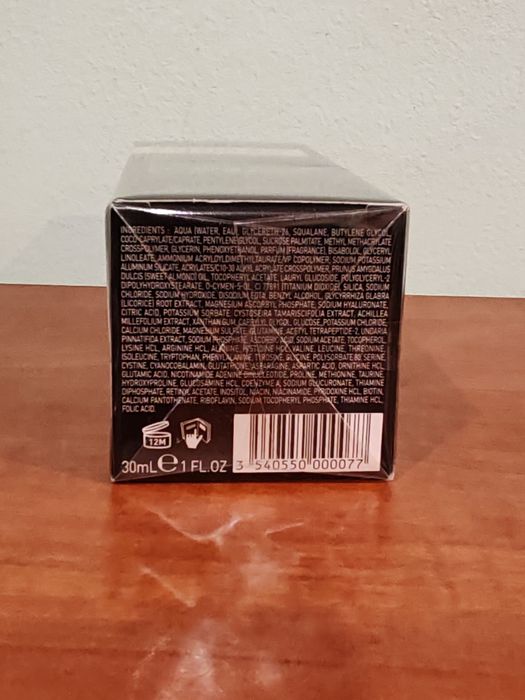 INGREDIENTS : AQUA (WATER, EAU), GLYCERETH-26, SQUALANE, BUTYLENE GLYCOL,
COCO-CAPRYLATE/CAPRATE, PENTYLENE GLYCOL, SUCROSE PALMITATE, METHYL METHACRYLATE
CROSSPOLYMER, GLYCERIN, PHENOXYETHANOL, PARFUM (FRAGRANCE), BISABOLOL, GLYCERYL
LINOLEATE, AMMONIUM ACRYLOYLDIMETHYLTAURATE/VP COPOLYMER, SODIUM POTASSIUM
ALUMINUM SILICATE, ACRYLATES/C10-30 ALKYL ACRYLATE CROSSPOLYMER, PRUNUS AMYGDALUS
DULCIS (SWEET ALMOND) OIL, TOCOPHERYL ACETATE, LAURYL GLUCOSIDE, POLYGLYCERYL-2
DIPOLYHYDROXYSTEARATE, O-CYMEN-5-OL, CI 77891 (TITANIUM DIOXIDE), SILICA, SODIUM
CHLORIDE, SODIUM HYDROXIDE, DISODIUM EDTA, BENZYL ALCOHOL, GLYCYRRHIZA GLABRA
(LICORICE) ROOT EXTRACT, MAGNESIUM ASCORBYL PHOSPHATE, SODIUM HYALURONATE,
CITRIC ACID, POTASSIUM SORBATE, CYSTOSEIRA TAMARISCIFOLIA EXTRACT, ACHILLEA
MILLEFOLIUM EXTRACT, XANTHAN GUM, CAPRYLYL GLYCOL, GLUCOSE, POTASSIUM CHLORIDE,
CALCIUM CHLORIDE, MAGNESIUM SULFATE, GLUTAMINE, ACETYL TETRAPEPTIDE-2, UNDARIA
PINNATIFIDA EXTRACT, SODIUM PHOSPHATE, ASCORBIC ACID, SODIUM ACETATE, TOCOPHEROL,
LYSINE HCL, ARGININE HCL, ALANINE, HISTIDINE HCL, VALINE, LEUCINE, THREONINE,
ISOLEUCINE, TRYPTOPHAN, PHENYLALANINE, TYROSINE, GLYCINE, POLYSORBATE 80, SERINE,
CYSTINE, CYANOCOBALAMIN, GLUTATHIONE, ASPARAGINE, ASPARTIC ACID, ORNITHINE HCL,
GLUTAMIC ACID, NICOTINAMIDE ADENINE DINUCLEOTIDE, PROLINE, METHIONINE, TAURINE,
HYDROXYPROLINE, GLUCOSAMINE HCL, COENZYME A, SODIUM GLUCURONATE, THIAMINE
DIPHOSPHATE, RETINYL ACETATE, INOSITOL, NIACIN, NIACINAMIDE, PYRIDOXINE HCL, BIOTIN,
CALCIUM PANTOTHENATE, RIBOFLAVIN, SODIUM TOCOPHERYL PHOSPHATE, THIAMINE HCL,
FOLIC ACID.
12M
30mL e 1 FL.OZ
3 540550 000077